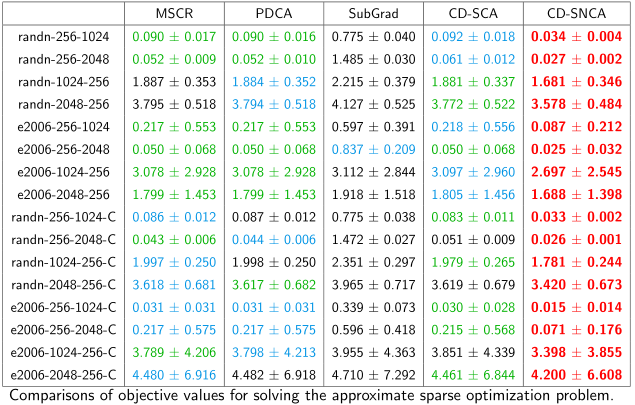 MSCR PDCA SubGrad CD-SCA CD-SNCA
randn-256-1024 0.090 ± 0.017 0.090 ± 0.016 0.775 ± 0.040 0.092 ± 0.018 0.034 ± 0.004
randn-256-2048 0.052 ± 0.009 0.052 ± 0.010 1.485 ± 0.030 0.061 ± 0.012 0.027 ± 0.002
randn-1024-256 1.887 ± 0.353 1.884 ± 0.352 2.215 ± 0.379 1.881 ± 0.337 1.681 ± 0.346
randn-2048-256 3.795 ± 0.518 3.794 ± 0.518 4.127 ± 0.525 3.772 ± 0.522 3.578 ± 0.484
e2006-256-1024 0.217 ± 0.553 0.217 ± 0.553 0.597 ± 0.391 0.218 ± 0.556 0.087 ± 0.212
e2006-256-2048 0.050 ± 0.068 0.050 ± 0.068 0.837 ± 0.209 0.050 ± 0.068 0.025 ± 0.032
e2006-1024-256 3.078 ± 2.928 3.078 ± 2.928 3.112 ± 2.844 3.097 ± 2.960 2.697 ± 2.545
e2006-2048-256 1.799 ± 1.453 1.799 ± 1.453 1.918 ± 1.518 1.805 ± 1.456 1.688 ± 1.398
randn-256-1024-C 0.086 ± 0.012 0.087 ± 0.012 0.775 ± 0.038 0.083 ± 0.011 0.033 ± 0.002
randn-256-2048-C 0.043 ± 0.006 0.044 ± 0.006 1.472 ± 0.027 0.051 ± 0.009 0.026 ± 0.001
randn-1024-256-C 1.997 ± 0.250 1.998 ± 0.250 2.351 ± 0.297 1.979 ± 0.265 1.781 ± 0.244
randn-2048-256-C 3.618 ± 0.681 3.617 ± 0.682 3.965 ± 0.717 3.619 ± 0.679 3.420 ± 0.673
e2006-256-1024-C 0.031 ± 0.031 0.031 ± 0.031 0.339 ± 0.073 0.030 ± 0.028 0.015 ± 0.014
e2006-256-2048-C 0.217 ± 0.575 0.217 ± 0.575 0.596 ± 0.418 0.215 ± 0.568 0.071 ± 0.176
e2006-1024-256-C 3.789 ± 4.206 3.798 ± 4.213 3.955 ± 4.363 3.851 ± 4.339 3.398 ± 3.855
e2006-2048-256-C 4.480 ± 6.916 4.482 ± 6.918 4.710 ± 7.292 4.461 ± 6.844 4.200 ± 6.608
Comparisons of objective values for solving the approximate sparse optimization problem.